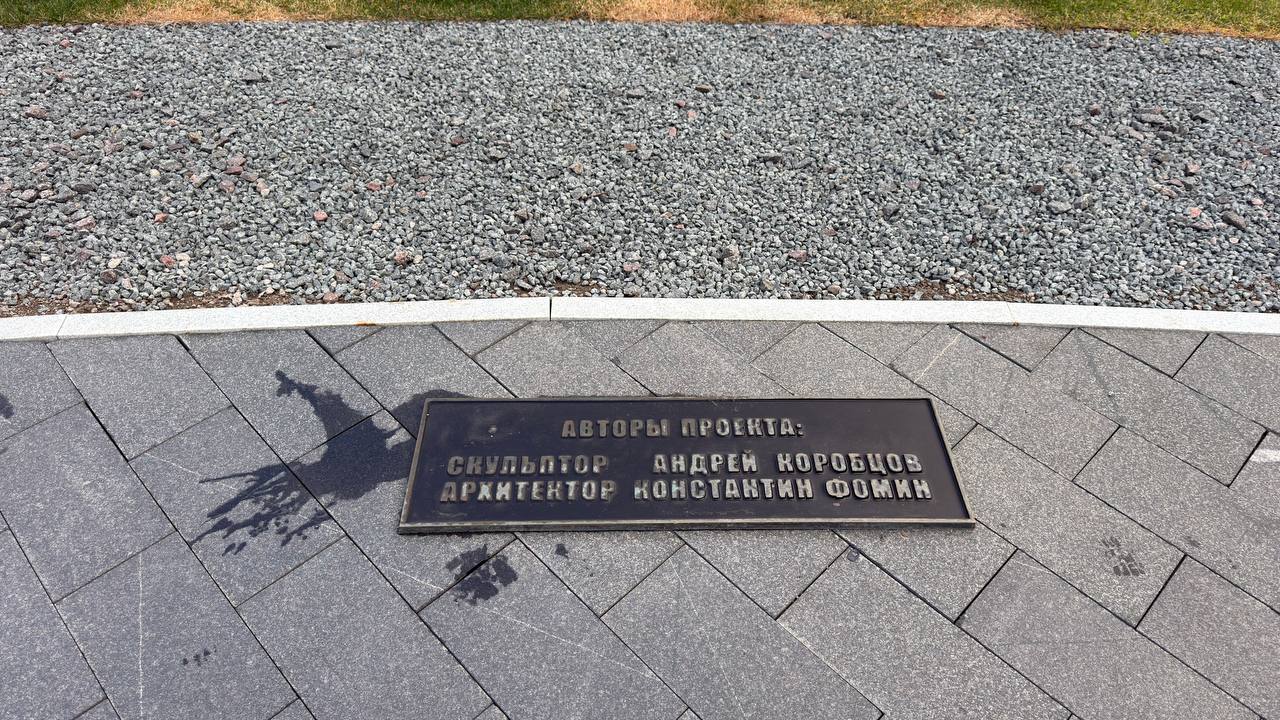 АВТОРЫ ПРОЕКТА:
СКУЛЬПТОР АНДРЕЙ КОРОБЦОВ
АРХИТЕКТОР КОНСТАНТИН ФОМИН